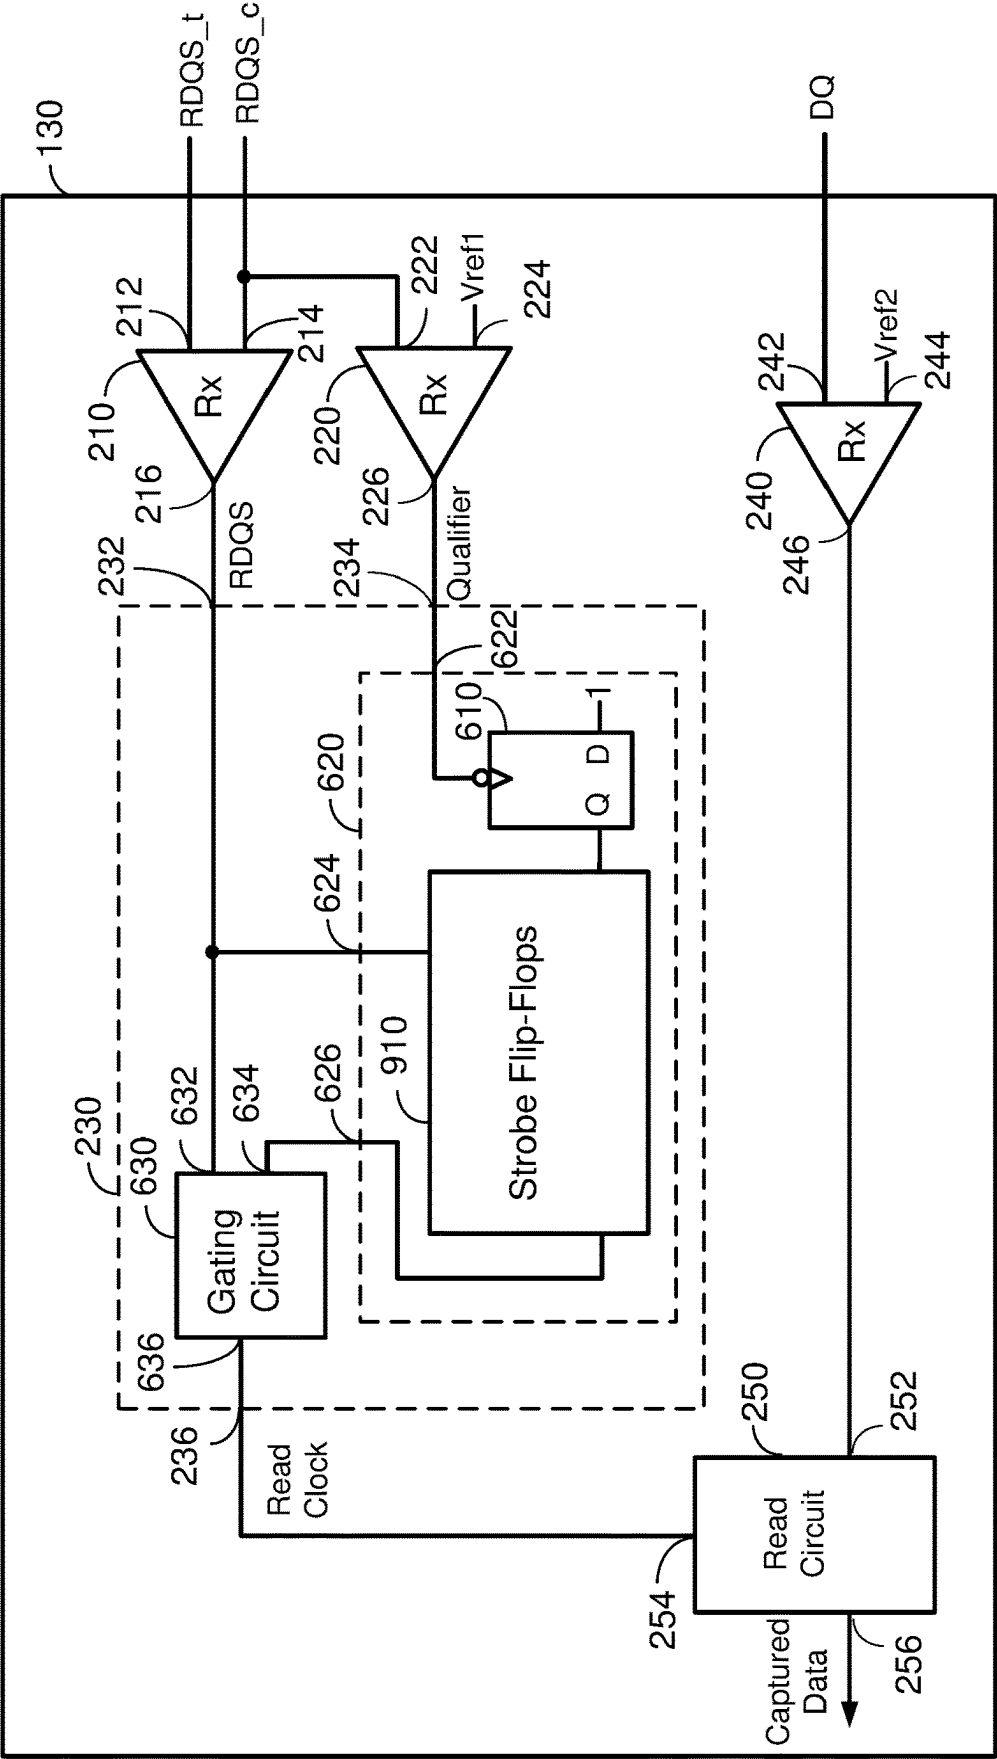 130
RDQS_t
RDQS_c
DQ
212
214
210
Rx
216
RDQS
222
Vref1
224
220
Rx
226
Qualifier
242
Vref2
244
240
Rx
246
232
234
230
622
610
1
D
Q
620
624
910
Strobe Flip-Flops
626
632
634
630
Gating
Circuit
636
236
Read
Clock
250
252
Read
Circuit
254
256
Captured
Data